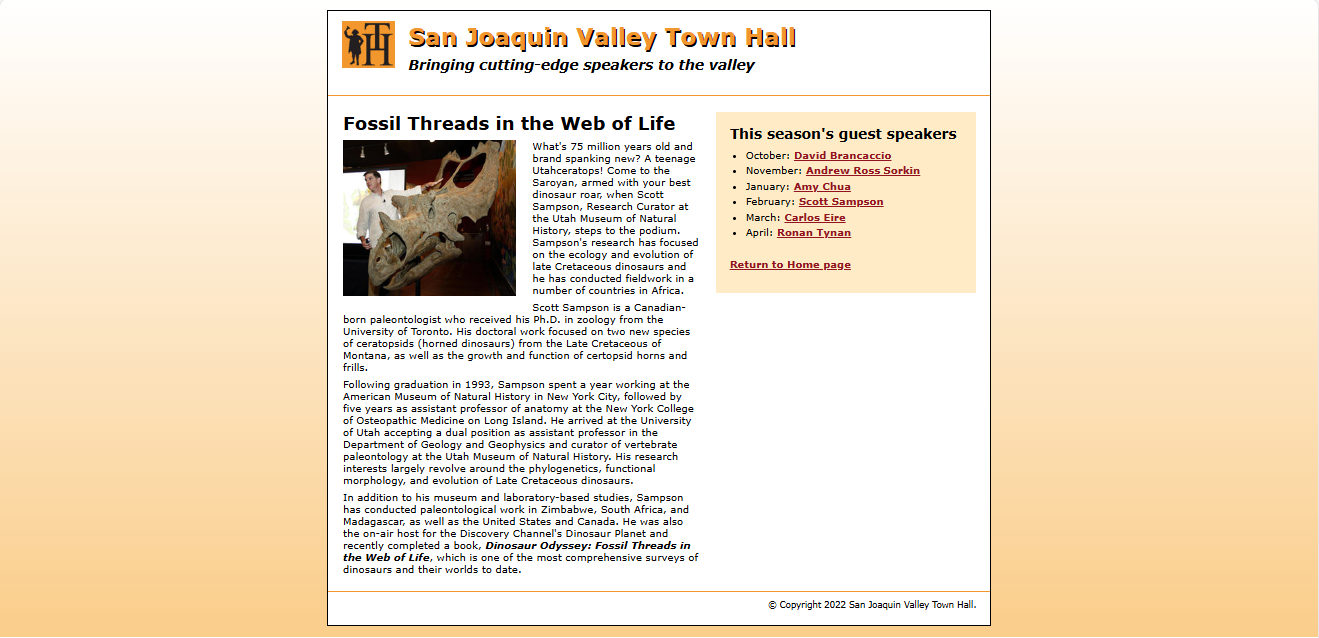 TH
San Joaquin Valley Town Hall
Bringing cutting-edge speakers to the valley
Fossil Threads in the Web of Life
What's 75 million years old and
brand spanking new? A teenage
Utahceratops! Come to the
Saroyan, armed with your best
dinosaur roar, when Scott
Sampson, Research Curator at
the Utah Museum of Natural
History, steps to the podium.
Sampson's research has focused
on the ecology and evolution of
late Cretaceous dinosaurs and
he has conducted fieldwork in a
number of countries in Africa.
Scott Sampson is a Canadian-
born paleontologist who received his Ph.D. in zoology from the
University of Toronto. His doctoral work focused on two new species
of ceratopsids (horned dinosaurs) from the Late Cretaceous of
Montana, as well as the growth and function of certopsid horns and
frills.
Following graduation in 1993, Sampson spent a year working at the
American Museum of Natural History in New York City, followed by
five years as assistant professor of anatomy at the New York College
of Osteopathic Medicine on Long Island. He arrived at the University
of Utah accepting a dual position as assistant professor in the
Department of Geology and Geophysics and curator of vertebrate
paleontology at the Utah Museum of Natural History. His research
interests largely revolve around the phylogenetics, functional
morphology, and evolution of Late Cretaceous dinosaurs.
In addition to his museum and laboratory-based studies, Sampson
has conducted paleontological work in Zimbabwe, South Africa, and
Madagascar, as well as the United States and Canada. He was also
the on-air host for the Discovery Channel's Dinosaur Planet and
recently completed a book, Dinosaur Odyssey: Fossil Threads in
the Web of Life, which is one of the most comprehensive surveys of
dinosaurs and their worlds to date.
This season's guest speakers
• October: David Brancaccio
• November: Andrew Ross Sorkin
• January: Amy Chua
• February: Scott Sampson
• March: Carlos Eire
• April: Ronan Tynan
Return to Home page
© Copyright 2022 San Joaquin Valley Town Hall.